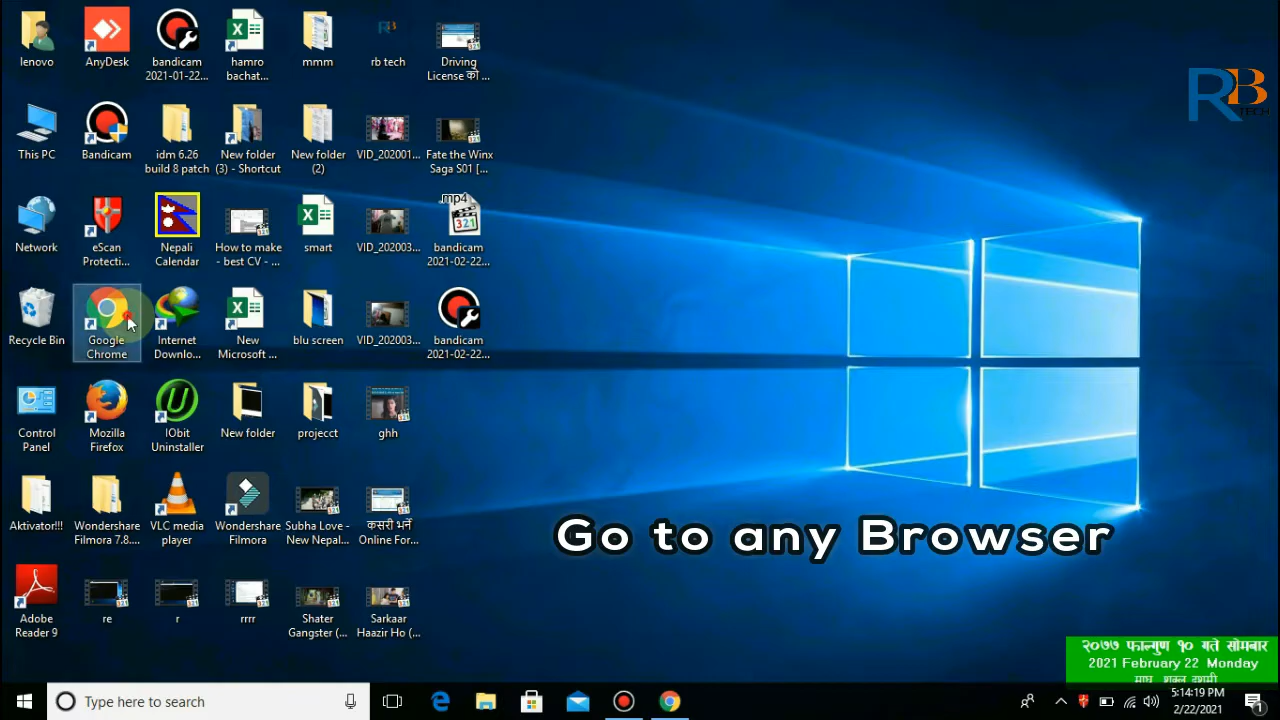 lenovo
AnyDesk
bandicam
2021-01-22...
hamro
bachat...
mmm
rb tech
Driving
License को ...
RB
TECH
This PC
Bandicam
idm 6.26
build 8 patch
New folder
(3) - Shortcut
New folder
(2)
VID_202001...
Fate the Winx
Saga S01 [...
Network
eScan
Protecti...
Nepali
Calendar
How to make
- best CV - ...
smart
VID_202003...
mp4
321
bandicam
2021-02-22...
Recycle Bin
Google
Chrome
Internet
Downlo...
New
Microsoft ...
blu screen
VID_202003...
bandicam
2021-02-22...
Control
Panel
Mozilla
Firefox
IObit
Uninstaller
New folder
projecct
ghh
Aktivator!!!
Wondershare
Filmora 7.8....
VLC media
player
Wondershare
Filmora
Subha Love -
New Nepal...
कसरी भर्ने
Online For...
Go to any Browser
Adobe
Reader 9
re
r
rrrr
Shater
Gangster (...
Sarkaar
Haazir Ho (...
२०७७ फाल्गुण १० गते सोमबार
2021 February 22 Monday
माघ शुक्ल दशमी
Type here to search
5:14:19 PM
2/22/2021
1